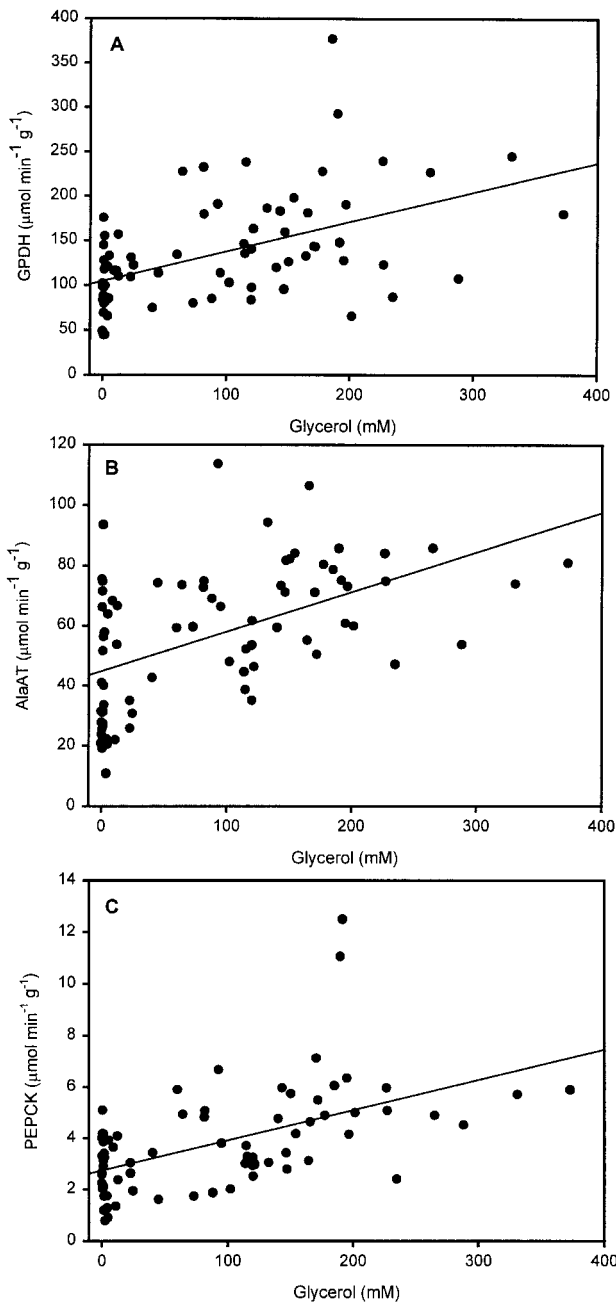 A
400
350
300
250
200
150
100
50
0
GPDH (µmol min⁻¹ g⁻¹)
0 100 200 300 400
Glycerol (mM)
B
120
100
80
60
40
20
0
AlaAT (µmol min⁻¹ g⁻¹)
0 100 200 300 400
Glycerol (mM)
C
14
12
10
8
6
4
2
0
PEPCK (µmol min⁻¹ g⁻¹)
0 100 200 300 400
Glycerol (mM)